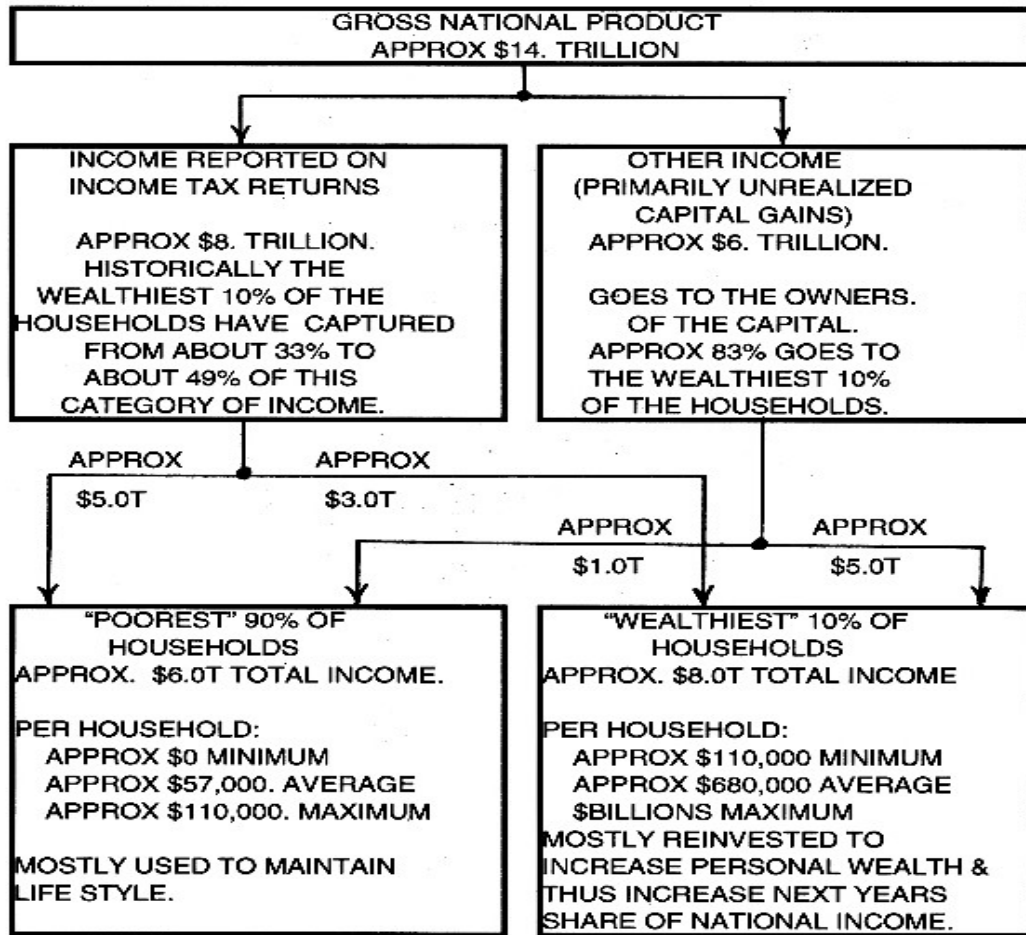 GROSS NATIONAL PRODUCT
APPROX $14. TRILLION
INCOME REPORTED ON
INCOME TAX RETURNS
APPROX $8. TRILLION.
HISTORICALLY THE
WEALTHIEST 10% OF THE
HOUSEHOLDS HAVE CAPTURED
FROM ABOUT 33% TO
ABOUT 49% OF THIS
CATEGORY OF INCOME.
OTHER INCOME
(PRIMARILY UNREALIZED
CAPITAL GAINS)
APPROX $6. TRILLION.
GOES TO THE OWNERS.
OF THE CAPITAL.
APPROX 83% GOES TO
THE WEALTHIEST 10%
OF THE HOUSEHOLDS.
APPROX
$5.0T
APPROX
$3.0T
APPROX
$1.0T
APPROX
$5.0T
"POOREST" 90% OF
HOUSEHOLDS
APPROX. $6.0T TOTAL INCOME.
PER HOUSEHOLD:
APPROX $0 MINIMUM
APPROX $57,000. AVERAGE
APPROX $110,000. MAXIMUM
MOSTLY USED TO MAINTAIN
LIFE STYLE.
"WEALTHIEST" 10% OF
HOUSEHOLDS
APPROX. $8.0T TOTAL INCOME
PER HOUSEHOLD:
APPROX $110,000 MINIMUM
APPROX $680,000 AVERAGE
$BILLIONS MAXIMUM
MOSTLY REINVESTED TO
INCREASE PERSONAL WEALTH &
THUS INCREASE NEXT YEARS
SHARE OF NATIONAL INCOME.